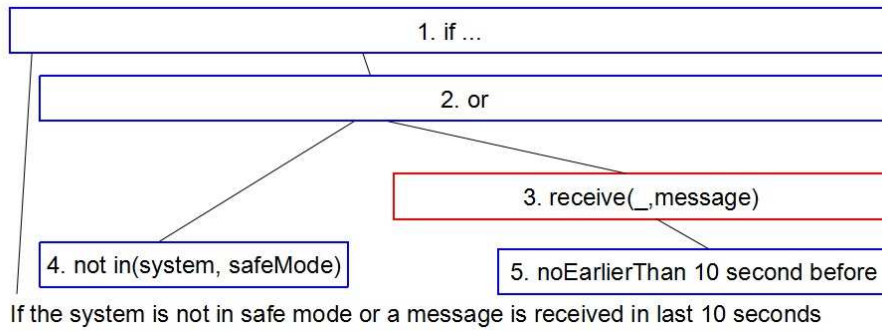 1. if ...
2. or
3. receive(_,message)
4. not in(system, safeMode)
5. noEarlierThan 10 second before
If the system is not in safe mode or a message is received in last 10 seconds